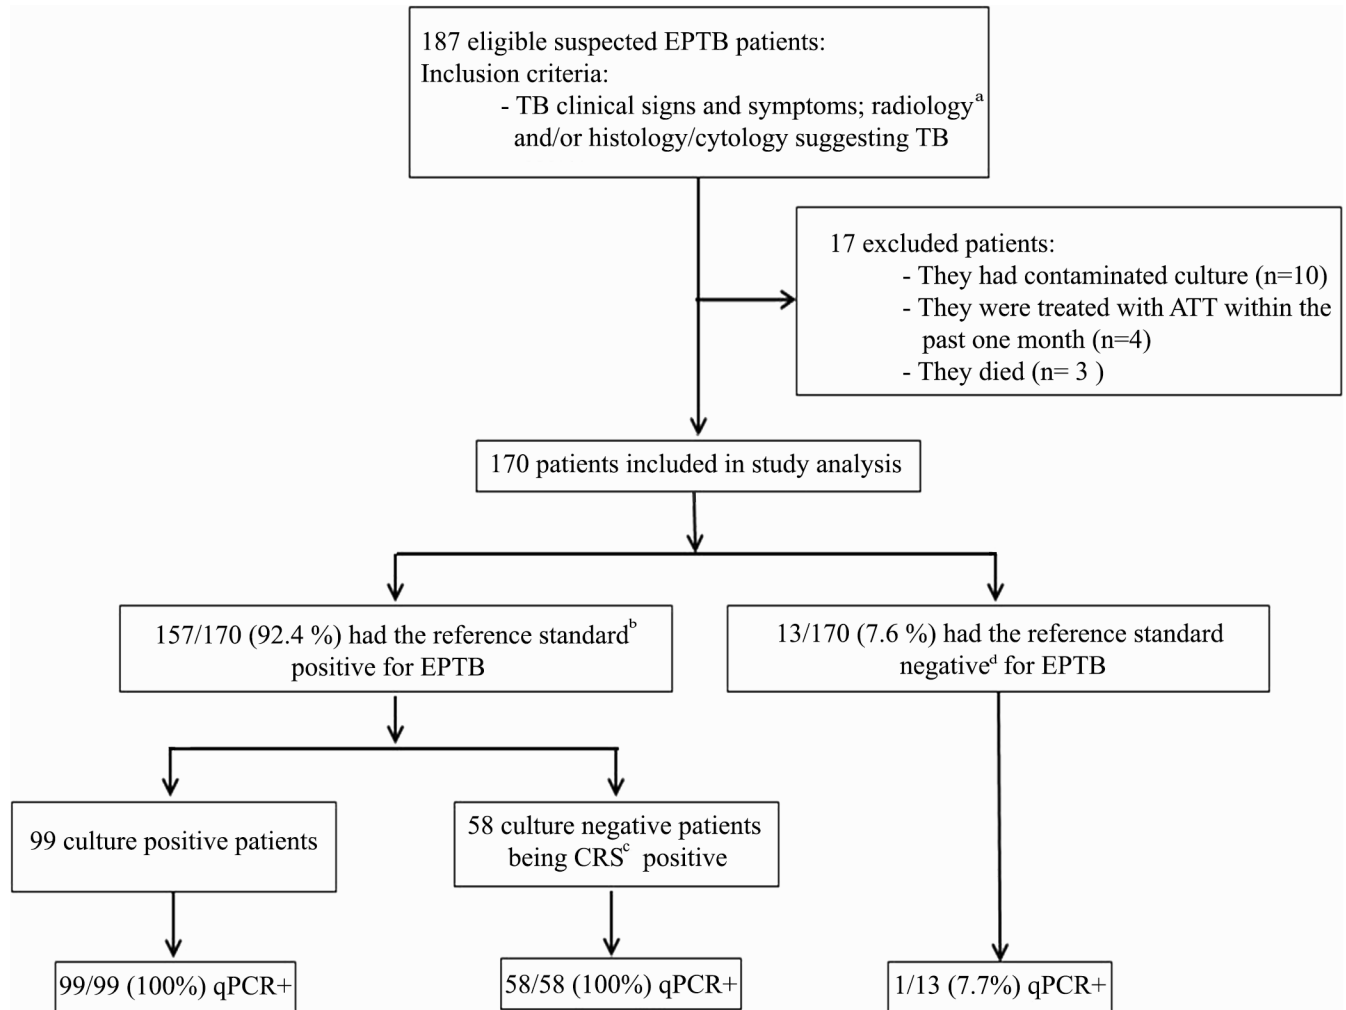 187 eligible suspected EPTB patients:
Inclusion criteria:
- TB clinical signs and symptoms; radiologyª
and/or histology/cytology suggesting TB
17 excluded patients:
- They had contaminated culture (n=10)
- They were treated with ATT within the
past one month (n=4)
- They died (n= 3 )
170 patients included in study analysis
157/170 (92.4 %) had the reference standardᵇ
positive for EPTB
13/170 (7.6 %) had the reference standard
negativeᵈ for EPTB
99 culture positive patients
58 culture negative patients
being CRSᶜ positive
99/99 (100%) qPCR+
58/58 (100%) qPCR+
1/13 (7.7%) qPCR+